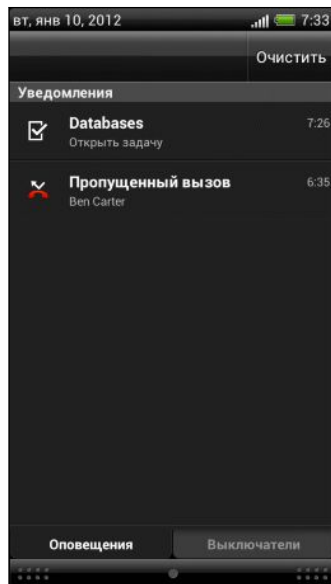 вт, янв 10, 2012 7:33
Очистить
Уведомления
Databases 7:26
Открыть задачу
Пропущенный вызов 6:35
Ben Carter
Оповещения Выключатели